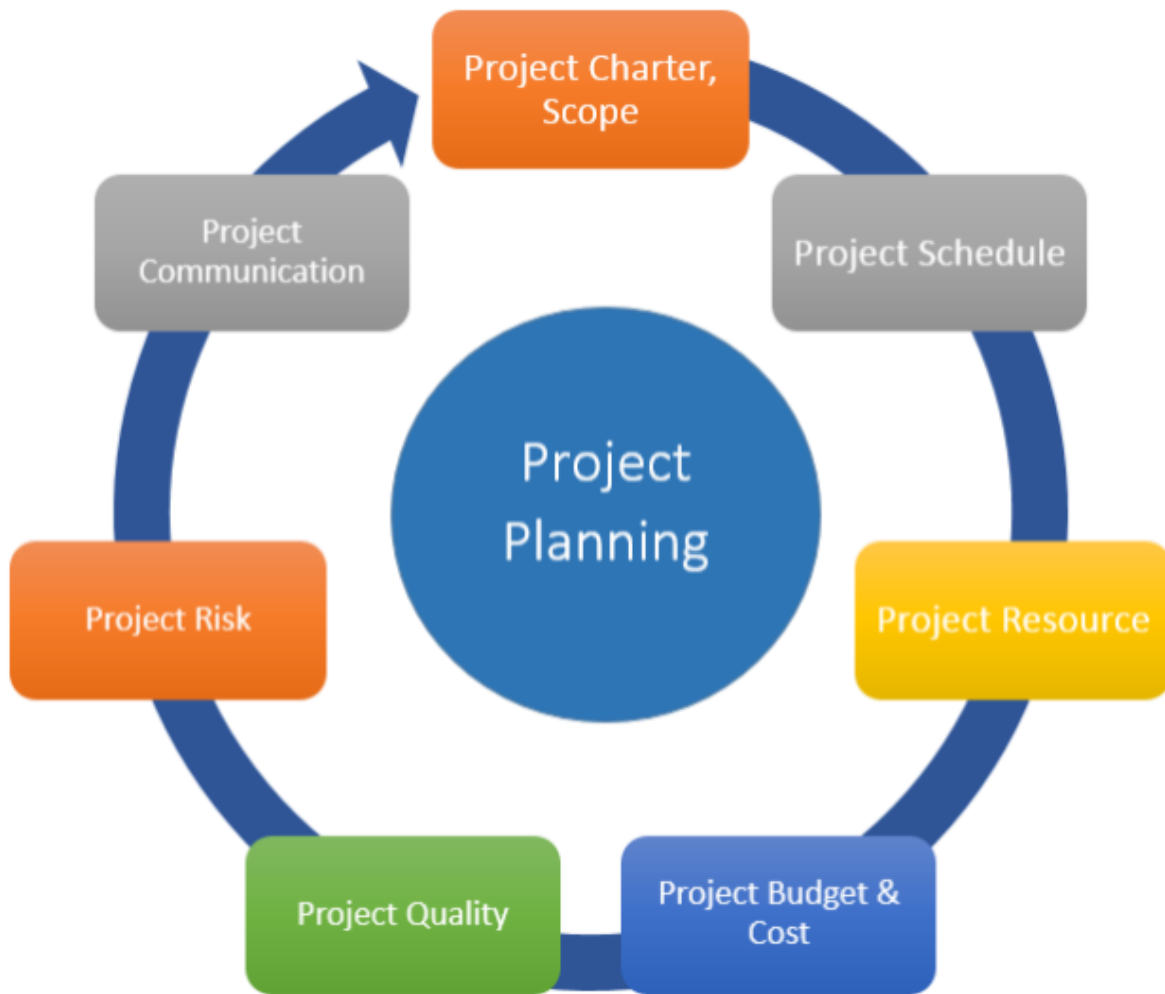 Project Charter,
Scope
Project Schedule
Project Resource
Project Budget &
Cost
Project Quality
Project Risk
Project
Communication
Project
Planning